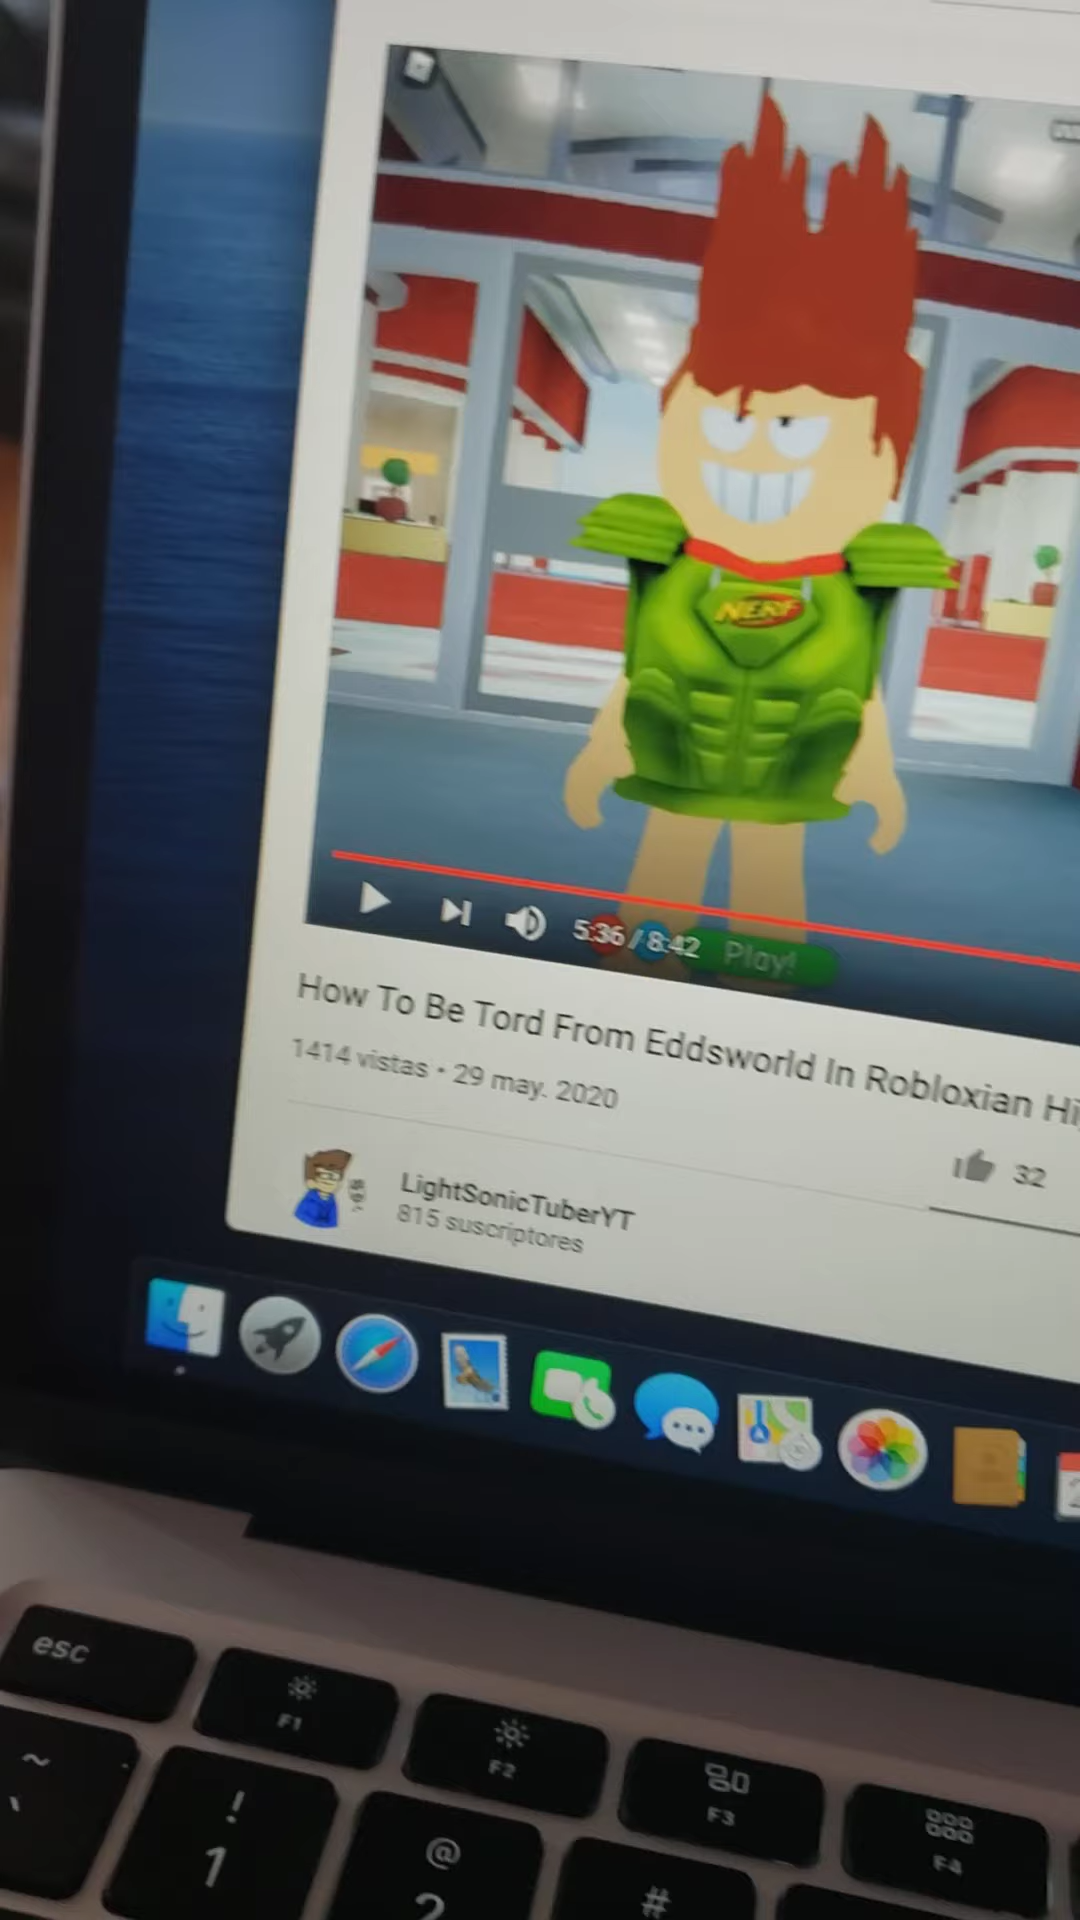 NERF
5:36 / 8:42 Play!
How To Be Tord From Eddsworld In Robloxian
1414 vistas • 29 may. 2020
32
LightSonicTuberYT
815 suscriptores
esc
F1
F2
F3
F4
~
`
!
1
@
2
#